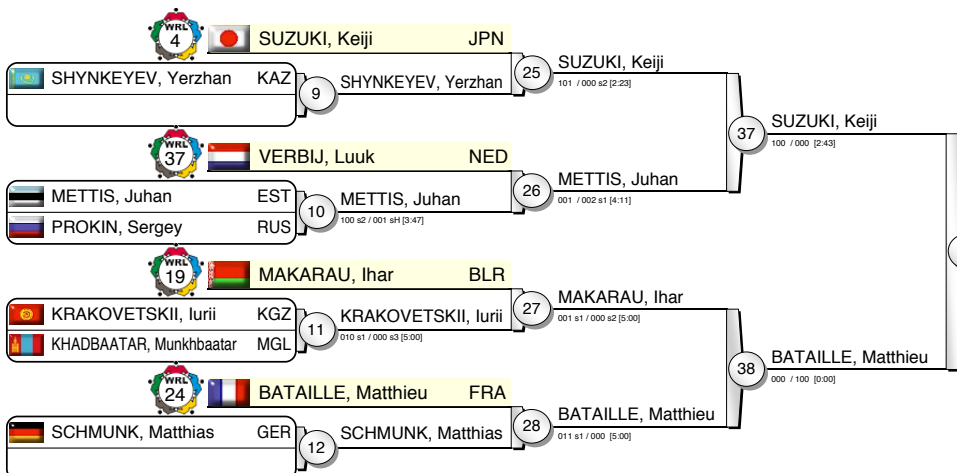 WRL 4 SUZUKI, Keiji JPN
SHYNKEYEV, Yerzhan KAZ
9 SHYNKEYEV, Yerzhan
25 SUZUKI, Keiji
101 / 000 s2 [2:23]
WRL 37 VERBIJ, Luuk NED
METTIS, Juhan EST
PROKIN, Sergey RUS
10 METTIS, Juhan
100 s2 / 001 sH [3:47]
26 METTIS, Juhan
001 / 002 s1 [4:11]
37 SUZUKI, Keiji
100 / 000 [2:43]
WRL 19 MAKARAU, Ihar BLR
KRAKOVETSKII, Iurii KGZ
KHADBAATAR, Munkhbaatar MGL
11 KRAKOVETSKII, Iurii
010 s1 / 000 s3 [5:00]
27 MAKARAU, Ihar
001 s1 / 000 s2 [5:00]
WRL 24 BATAILLE, Matthieu FRA
SCHMUNK, Matthias GER
12 SCHMUNK, Matthias
28 BATAILLE, Matthieu
011 s1 / 000 [5:00]
38 BATAILLE, Matthieu
000 / 100 [0:00]